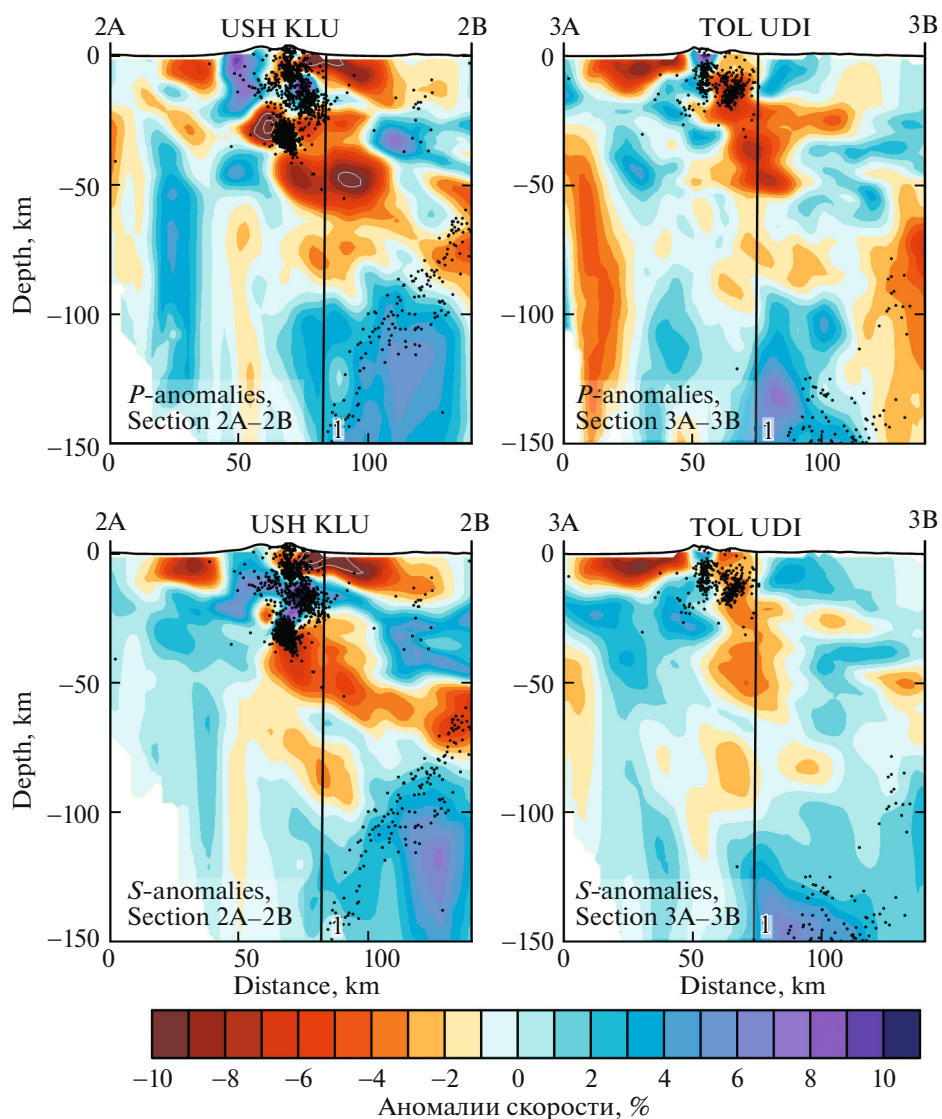 USH KLU
2A 2B
0
−50
−100
−150
Depth, km
P-anomalies,
Section 2A–2B
1
0 50 100
TOL UDI
3A 3B
0
−50
−100
−150
P-anomalies,
Section 3A–3B
1
0 50 100
2A USH KLU 2B
0
−50
−100
−150
Depth, km
S-anomalies,
Section 2A–2B
1
0 50 100
Distance, km
3A TOL UDI 3B
0
−50
−100
−150
S-anomalies,
Section 3A–3B
1
0 50 100
Distance, km
−10 −8 −6 −4 −2 0 2 4 6 8 10
Аномалии скорости, %